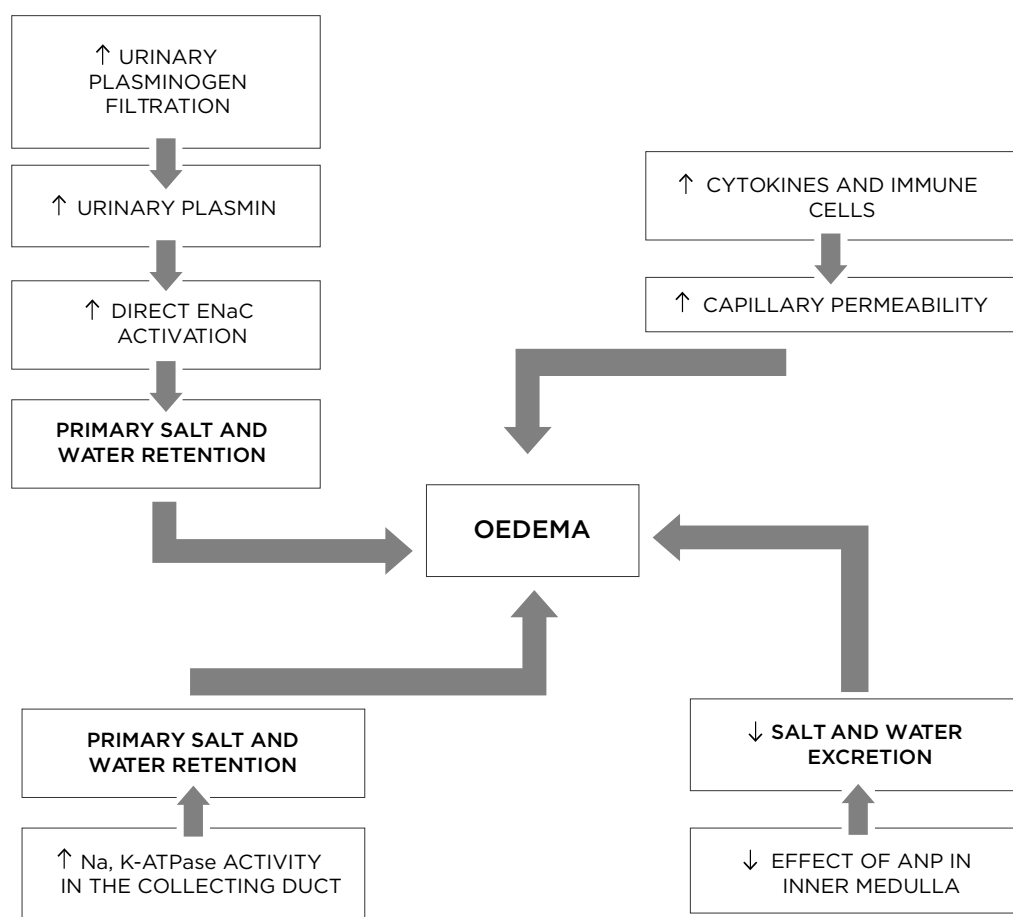 ↑ URINARY
PLASMINOGEN
FILTRATION
↑ URINARY PLASMIN
↑ DIRECT ENaC
ACTIVATION
PRIMARY SALT AND
WATER RETENTION
↑ CYTOKINES AND IMMUNE
CELLS
↑ CAPILLARY PERMEABILITY
OEDEMA
PRIMARY SALT AND
WATER RETENTION
↑ Na, K-ATPase ACTIVITY
IN THE COLLECTING DUCT
↓ SALT AND WATER
EXCRETION
↓ EFFECT OF ANP IN
INNER MEDULLA